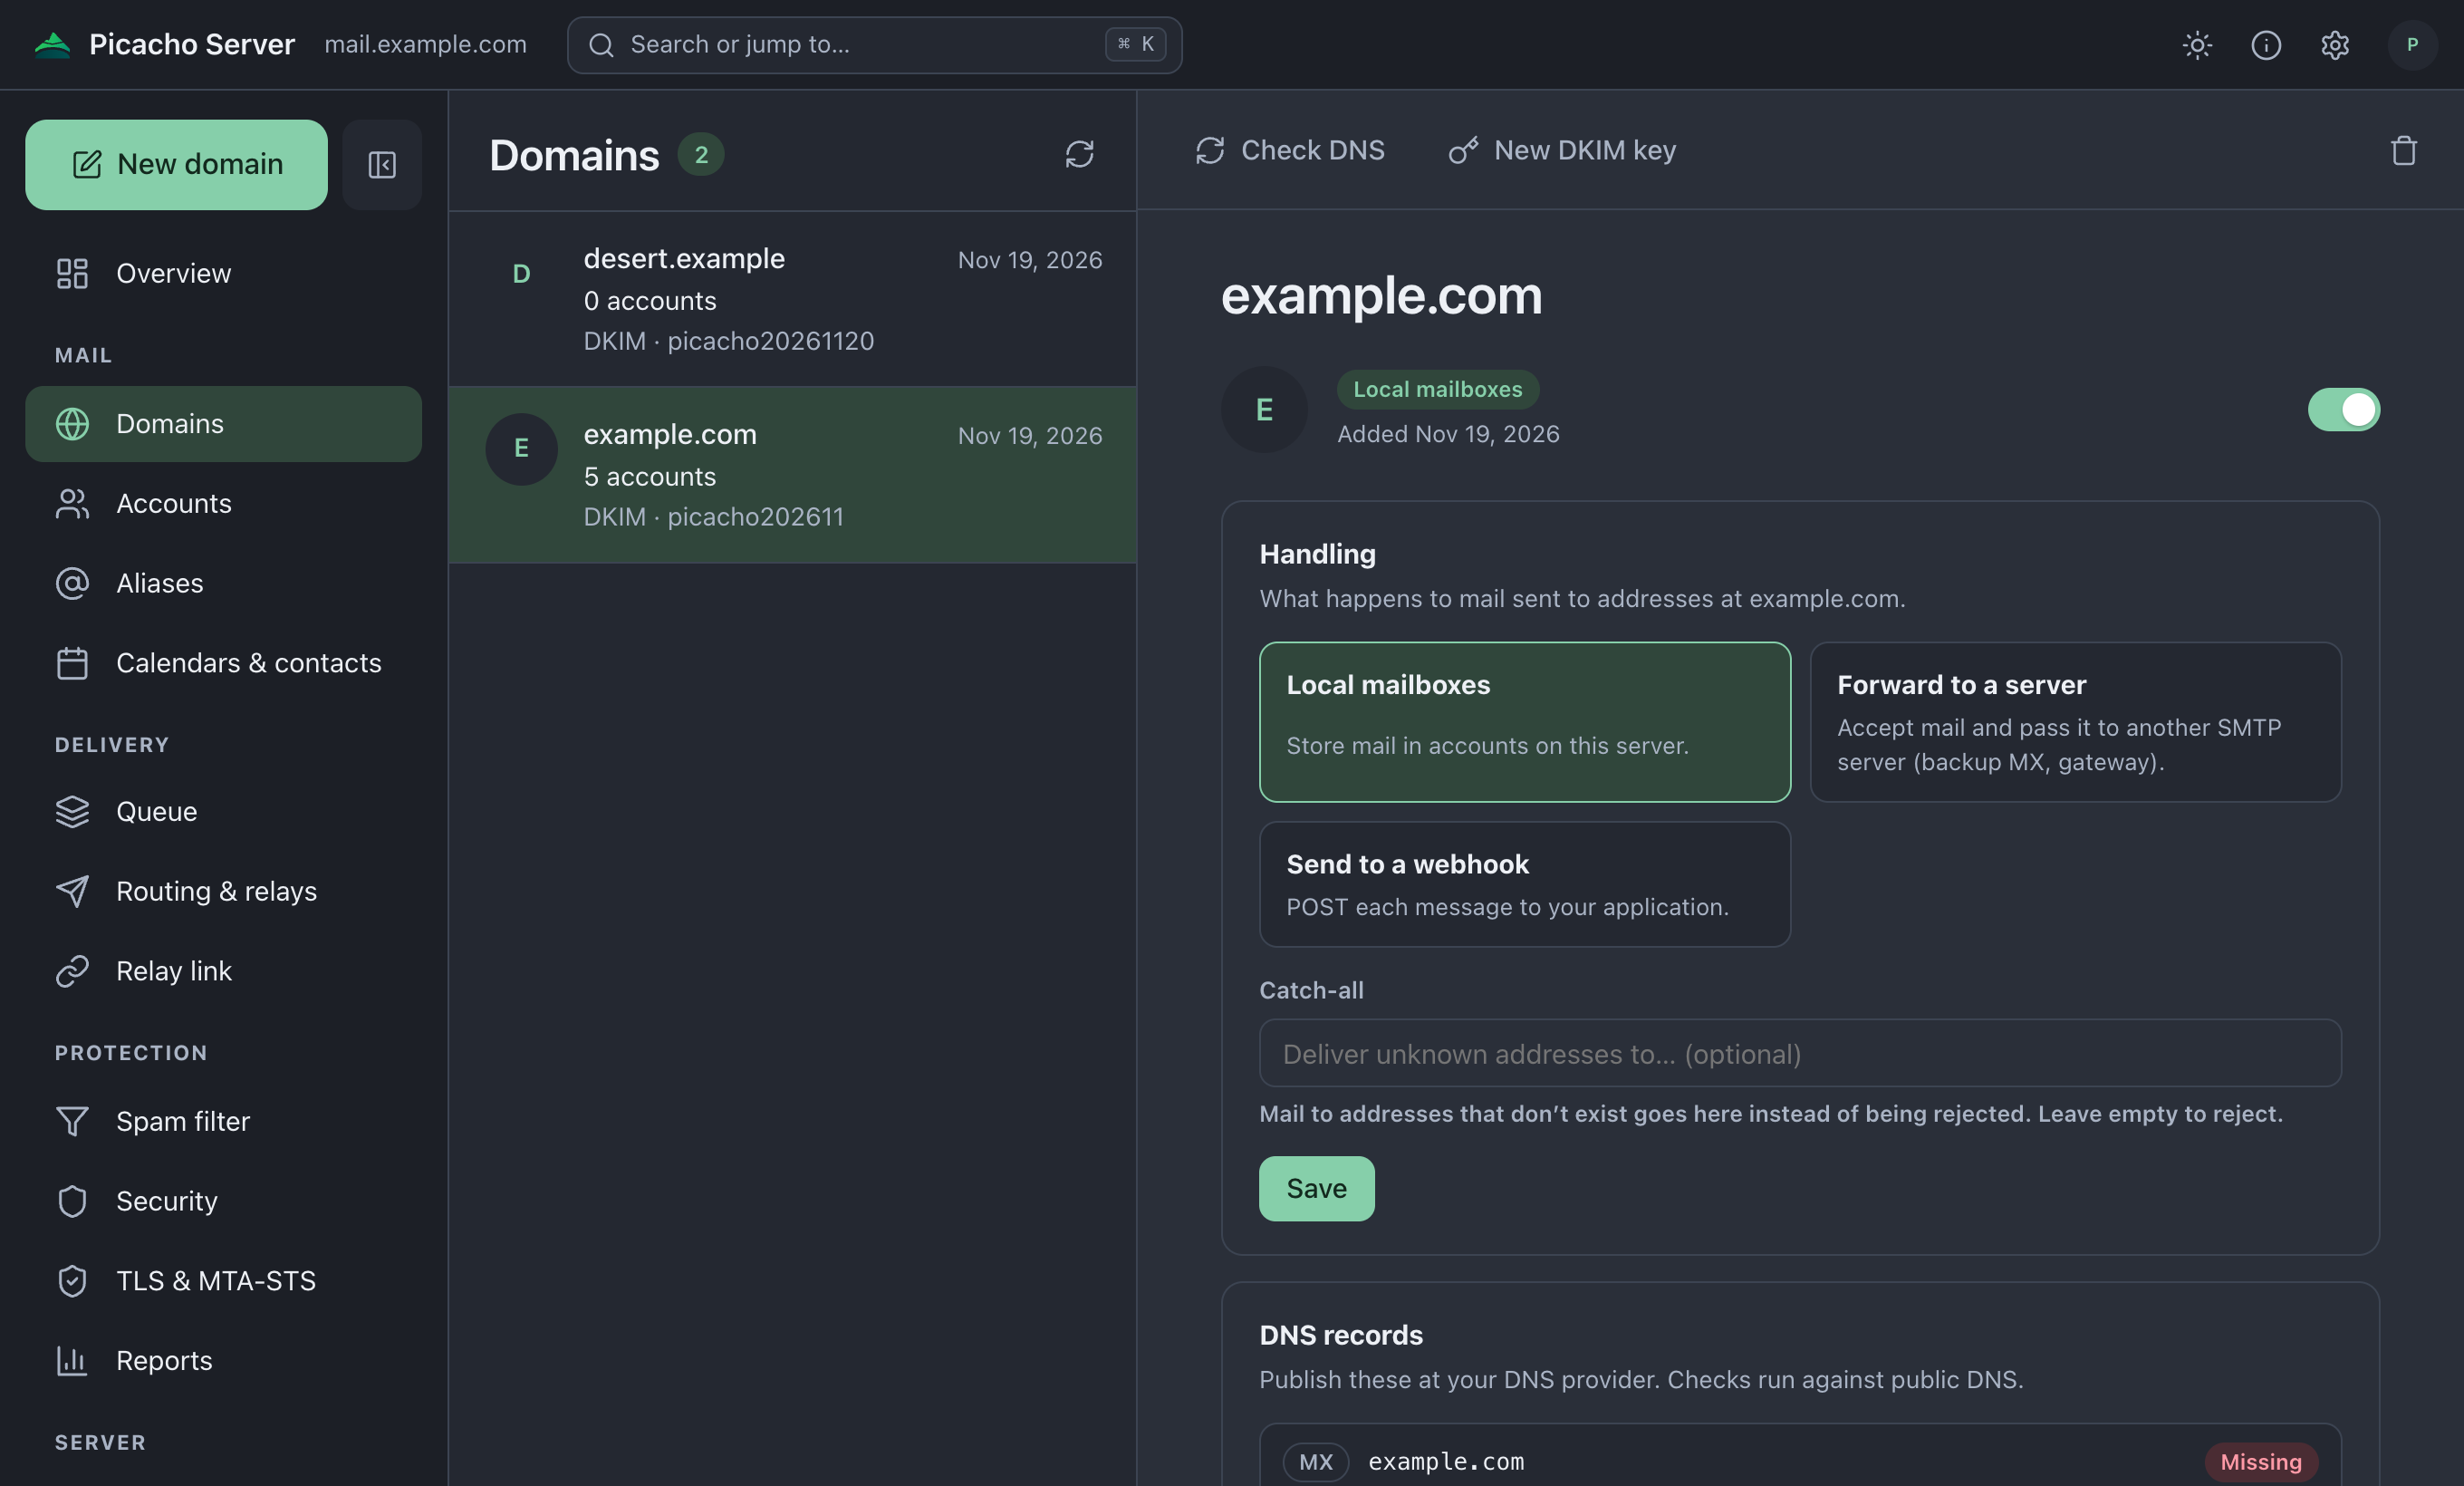 Picacho Server
mail.example.com
Search or jump to...
⌘ K
P
New domain
Overview
MAIL
Domains
Accounts
Aliases
Calendars & contacts
DELIVERY
Queue
Routing & relays
Relay link
PROTECTION
Spam filter
Security
TLS & MTA-STS
Reports
SERVER
Domains 2
D
desert.example
Nov 19, 2026
0 accounts
DKIM · picacho20261120
E
example.com
Nov 19, 2026
5 accounts
DKIM · picacho202611
Check DNS
New DKIM key
example.com
E
Local mailboxes
Added Nov 19, 2026
Handling
What happens to mail sent to addresses at example.com.
Local mailboxes
Store mail in accounts on this server.
Forward to a server
Accept mail and pass it to another SMTP
server (backup MX, gateway).
Send to a webhook
POST each message to your application.
Catch-all
Deliver unknown addresses to... (optional)
Mail to addresses that don’t exist goes here instead of being rejected. Leave empty to reject.
Save
DNS records
Publish these at your DNS provider. Checks run against public DNS.
MX example.com
Missing